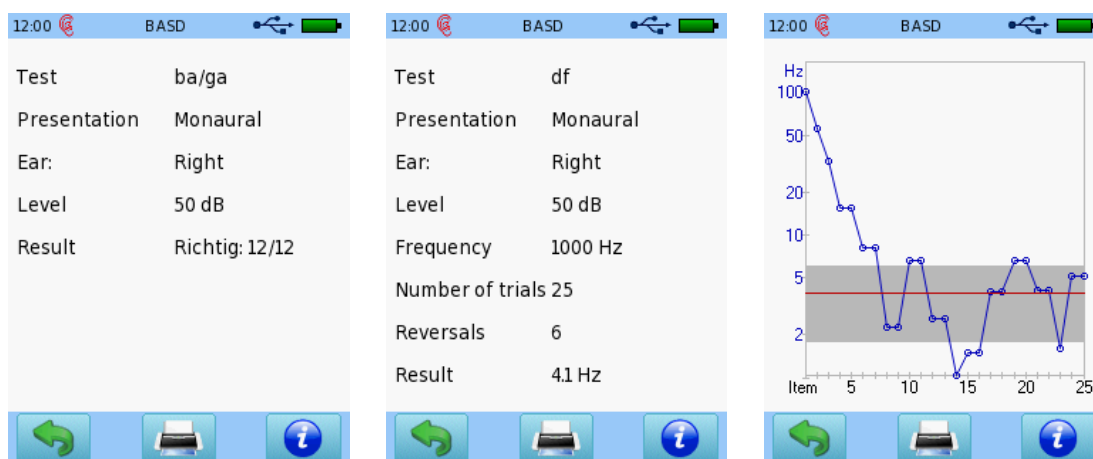 12:00 BASD
Test ba/ga
Presentation Monaural
Ear: Right
Level 50 dB
Result Richtig: 12/12
12:00 BASD
Test df
Presentation Monaural
Ear: Right
Level 50 dB
Frequency 1000 Hz
Number of trials 25
Reversals 6
Result 4.1 Hz
12:00 BASD
Hz
100
50
20
10
5
2
Item 5 10 15 20 25